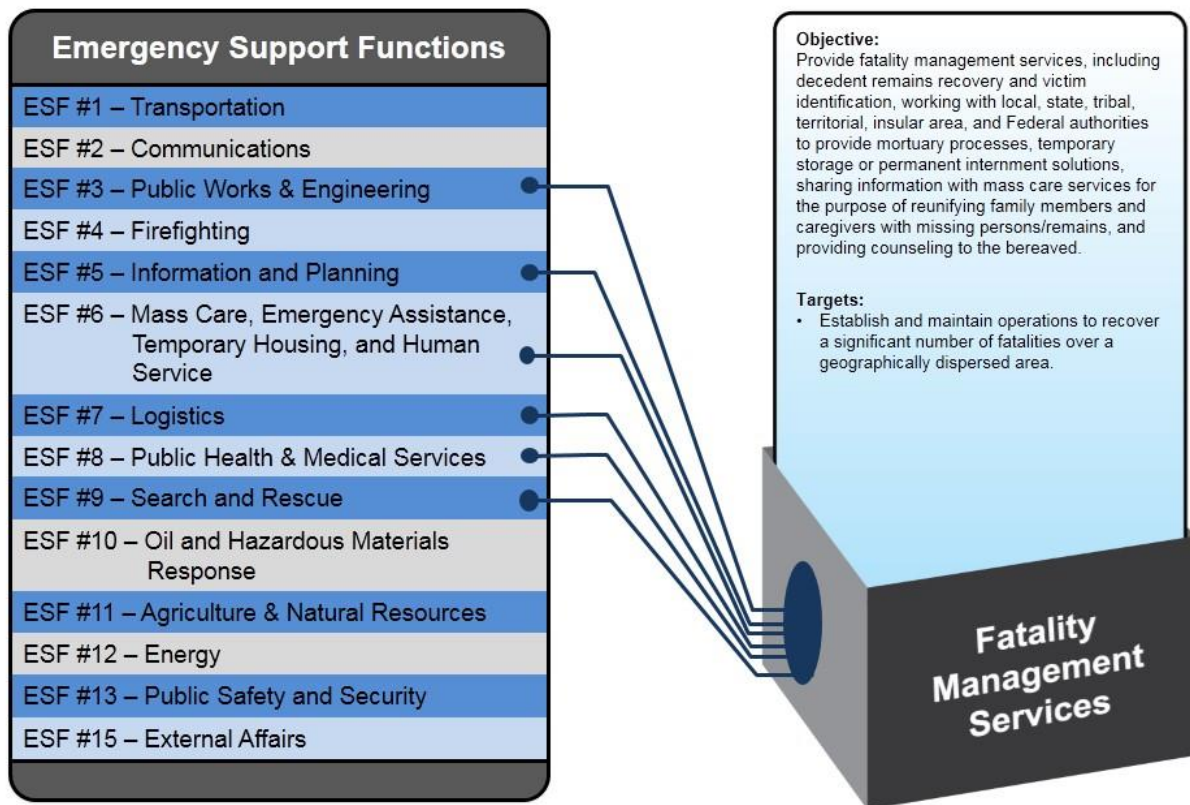 Emergency Support Functions
ESF #1 – Transportation
ESF #2 – Communications
ESF #3 – Public Works & Engineering
ESF #4 – Firefighting
ESF #5 – Information and Planning
ESF #6 – Mass Care, Emergency Assistance,
Temporary Housing, and Human
Service
ESF #7 – Logistics
ESF #8 – Public Health & Medical Services
ESF #9 – Search and Rescue
ESF #10 – Oil and Hazardous Materials
Response
ESF #11 – Agriculture & Natural Resources
ESF #12 – Energy
ESF #13 – Public Safety and Security
ESF #15 – External Affairs
Objective:
Provide fatality management services, including
decedent remains recovery and victim
identification, working with local, state, tribal,
territorial, insular area, and Federal authorities
to provide mortuary processes, temporary
storage or permanent internment solutions,
sharing information with mass care services for
the purpose of reunifying family members and
caregivers with missing persons/remains, and
providing counseling to the bereaved.
Targets:
• Establish and maintain operations to recover
a significant number of fatalities over a
geographically dispersed area.
Fatality
Management
Services